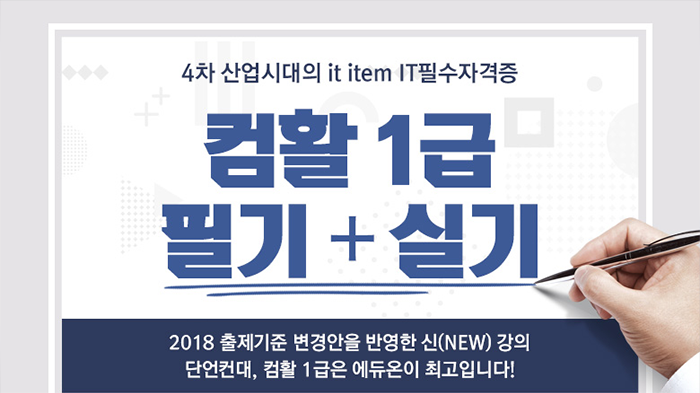 4차 산업시대의 it item IT필수자격증
컴활 1급
필기 + 실기
2018 출제기준 변경안을 반영한 신(NEW) 강의
단언컨대, 컴활 1급은 에듀온이 최고입니다!